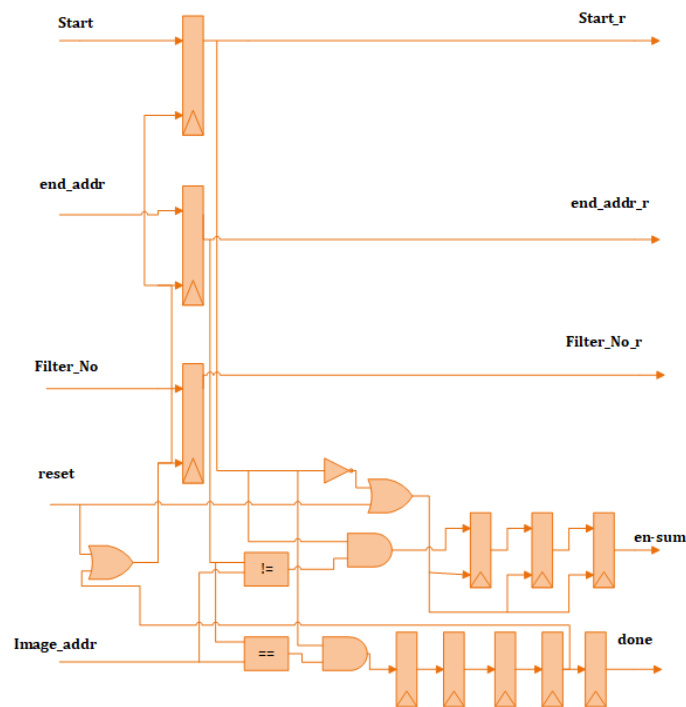 Start
Start_r
end_addr
end_addr_r
Filter_No
Filter_No_r
reset
en-sum
!=
Image_addr
done
==